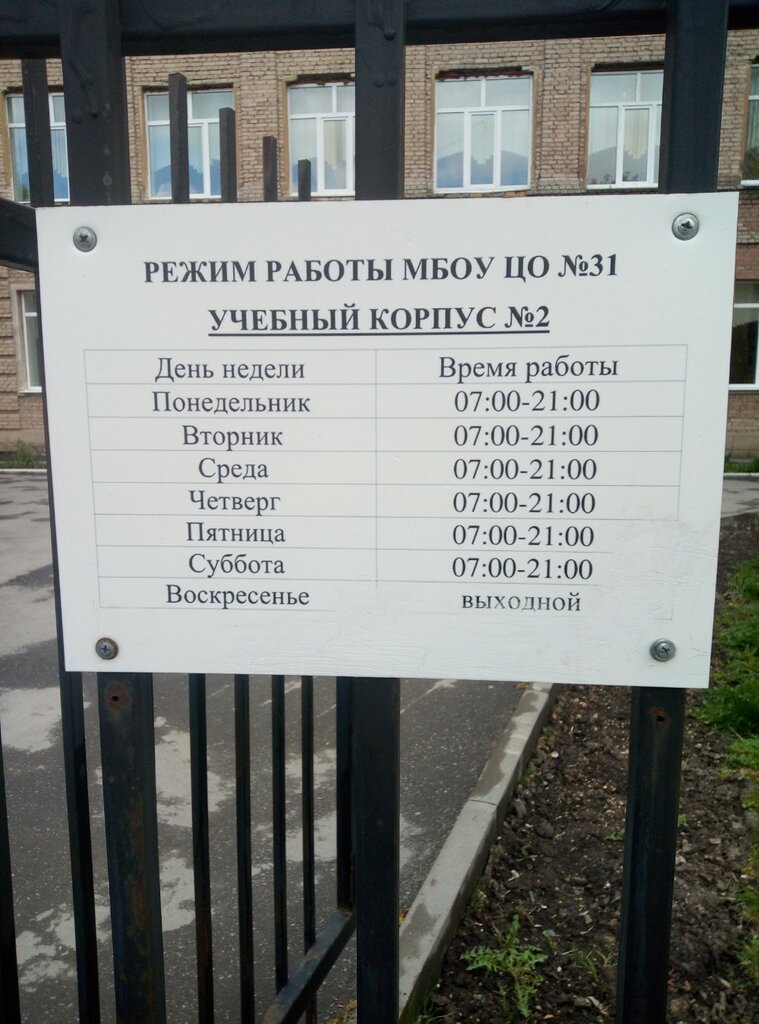 РЕЖИМ РАБОТЫ МБОУ ЦО №31
УЧЕБНЫЙ КОРПУС №2
День недели Время работы
Понедельник 07:00-21:00
Вторник 07:00-21:00
Среда 07:00-21:00
Четверг 07:00-21:00
Пятница 07:00-21:00
Суббота 07:00-21:00
Воскресенье выходной